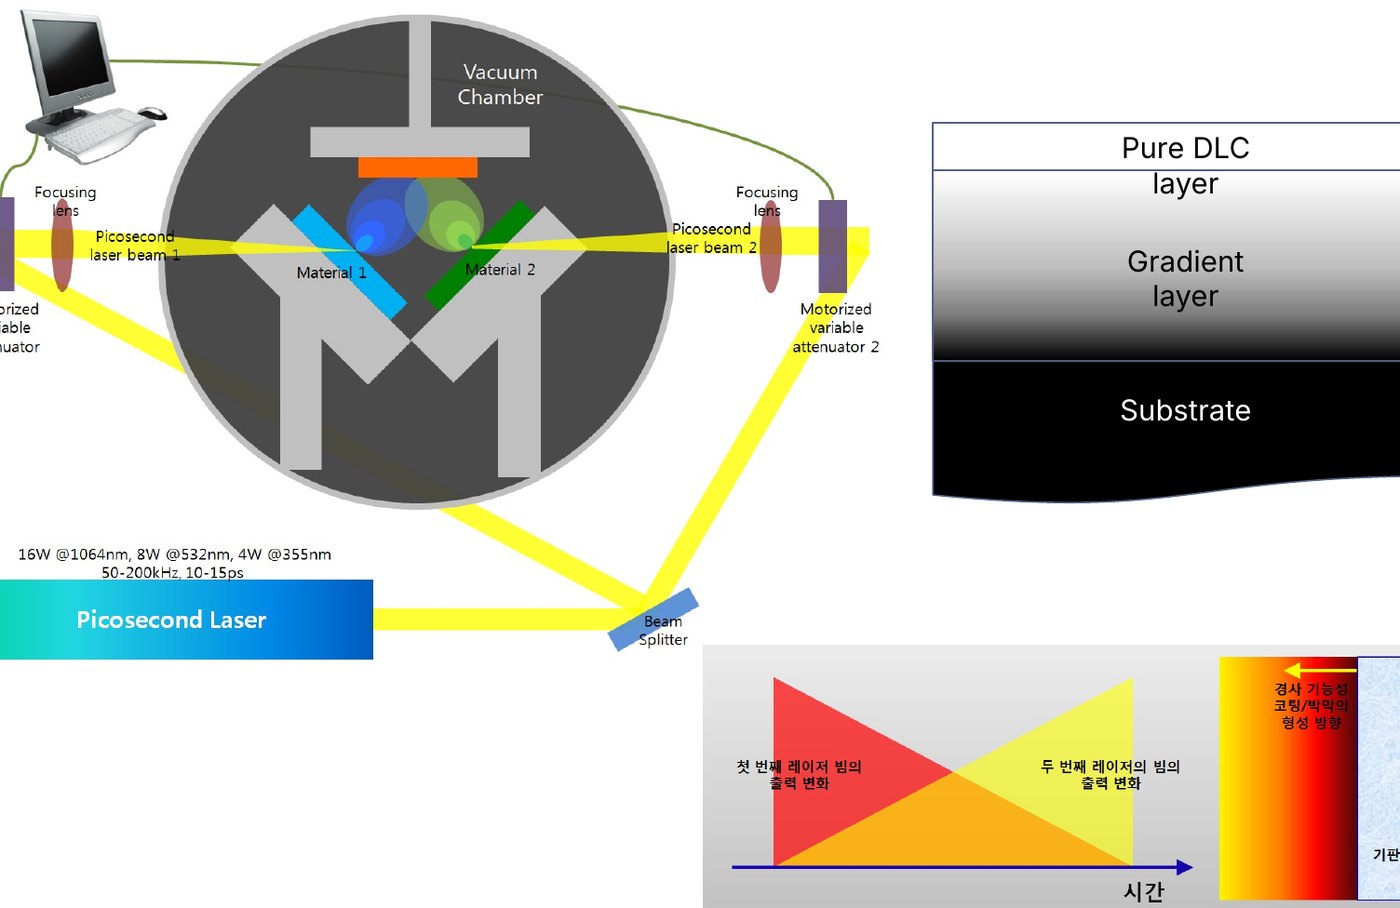 Vacuum
Chamber
Focusing
lens
Picosecond
laser beam 1
Material 1
Material 2
Picosecond
laser beam 2
Focusing
lens
Motorized
variable
attenuator 2
orized
iable
nuator
16W @1064nm, 8W @532nm, 4W @355nm
50-200kHz, 10-15ps
Picosecond Laser
Beam
Splitter
Pure DLC
layer
Gradient
layer
Substrate
첫 번째 레이저 빔의
출력 변화
두 번째 레이저의 빔의
출력 변화
시간
경사 기능성
코팅/박막의
형성 방향
기판